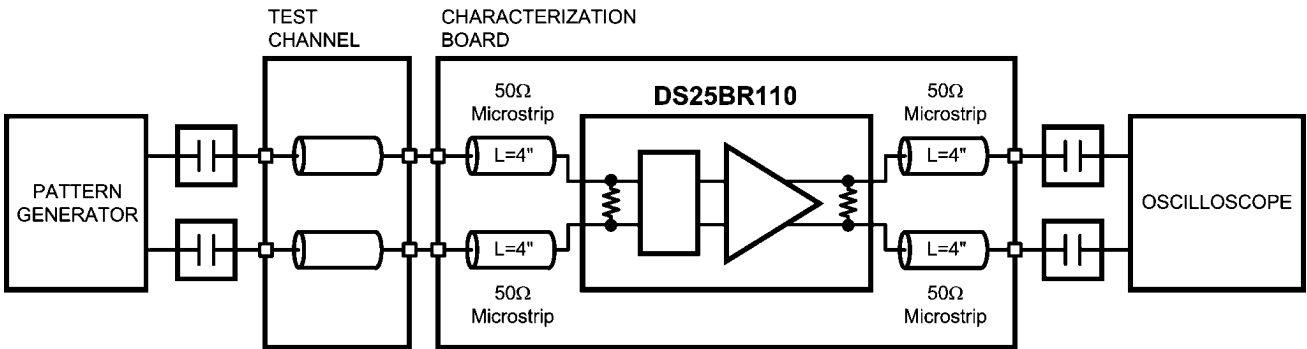 TEST
CHANNEL
CHARACTERIZATION
BOARD
50Ω
Microstrip
DS25BR110
50Ω
Microstrip
L=4"
L=4"
PATTERN
GENERATOR
OSCILLOSCOPE
L=4"
L=4"
50Ω
Microstrip
50Ω
Microstrip